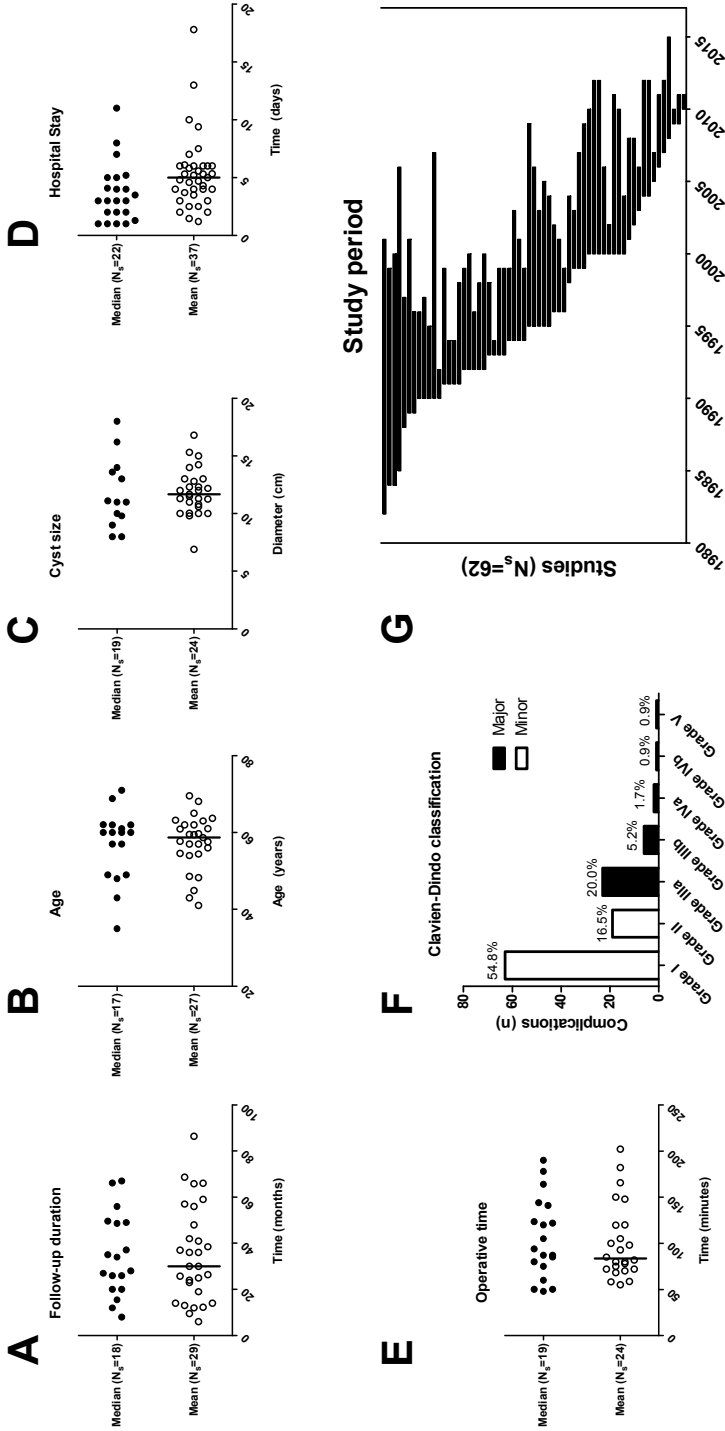 A
Follow-up duration
Median (Ns=18)
Mean (Ns=29)
0 20 40 60 80 100
Time (months)
B
Age
Median (Ns=17)
Mean (Ns=27)
20 40 60 80
Age (years)
C
Cyst size
Median (Ns=19)
Mean (Ns=24)
0 5 10 15 20
Diameter (cm)
D
Hospital Stay
Median (Ns=22)
Mean (Ns=37)
0 5 10 15 20
Time (days)
E
Operative time
Median (Ns=19)
Mean (Ns=24)
0 50 100 150 200 250
Time (minutes)
F
Clavien-Dindo classification
Complications (n)
80
60
40
20
0
54.8%
16.5%
20.0%
5.2%
1.7%
0.9%
0.9%
Major
Minor
Grade I
Grade II
Grade IIIa
Grade IIIb
Grade IVa
Grade IVb
Grade V
G
Study period
Studies (Ns=62)
1980 1985 1990 1995 2000 2005 2010 2015